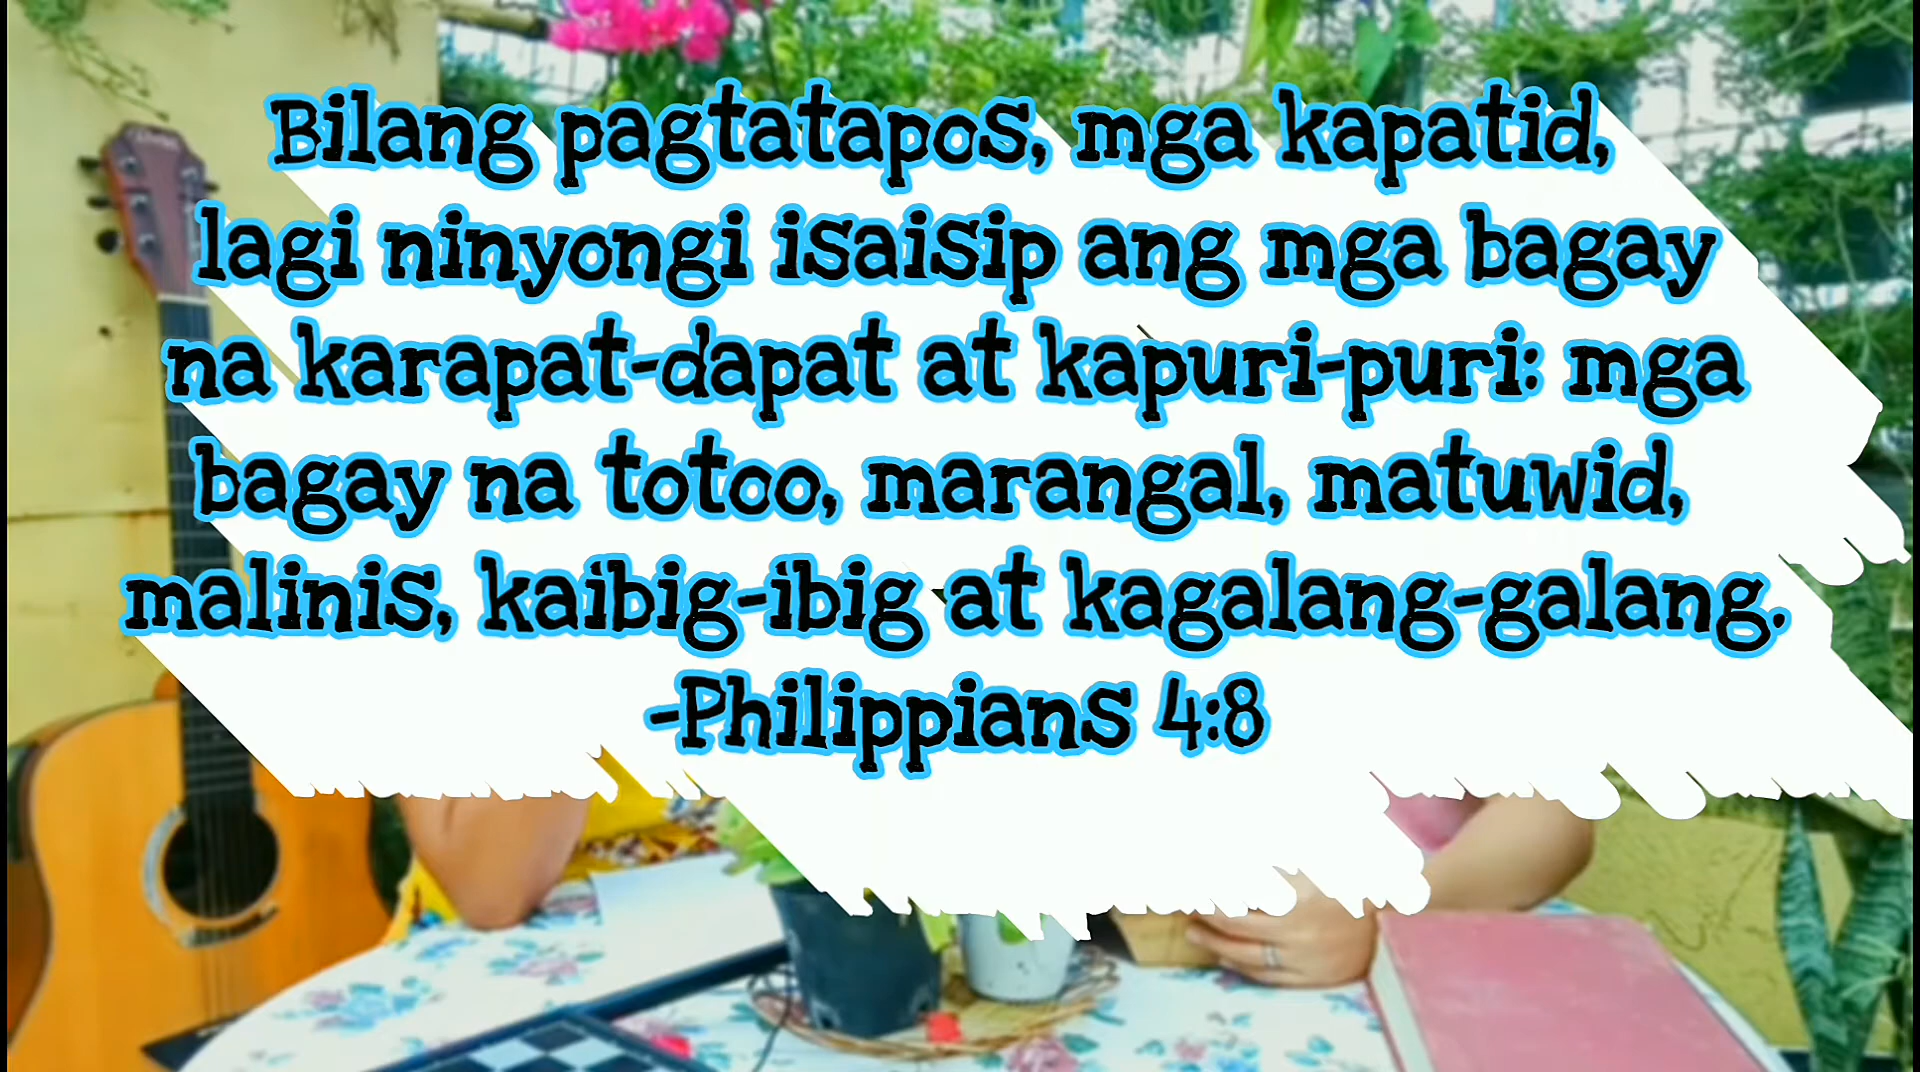 Bilang pagtatapos, mga kapatid,
lagi ninyongi isaisip ang mga bagay
na karapat-dapat at kapuri-puri: mga
bagay na totoo, marangal, matuwid,
malinis, kaibig-ibig at kagalang-galang.
-Philippians 4:8